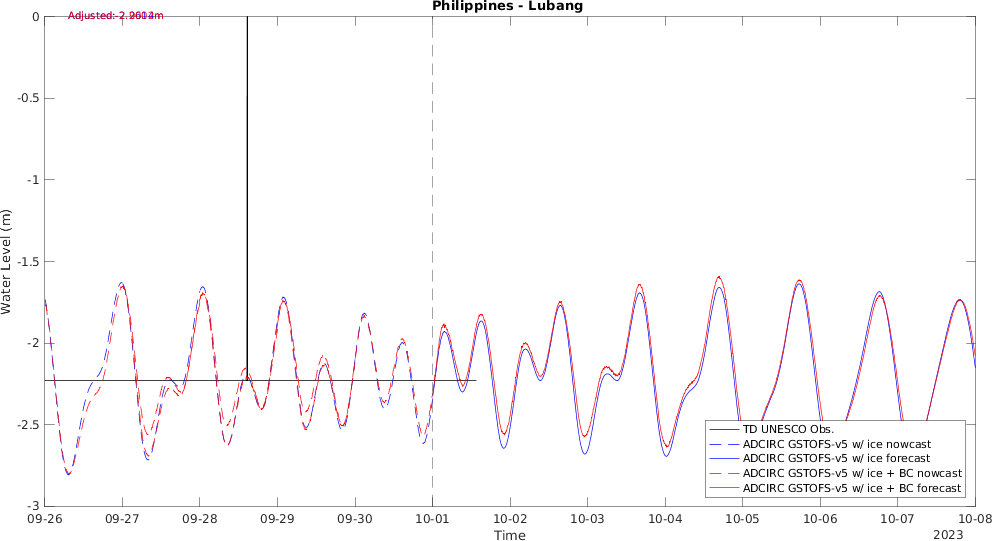 Philippines - Lubang
Adjusted:
0
-0.5
-1
-1.5
-2
-2.5
-3
Water Level (m)
TD UNESCO Obs.
ADCIRC GSTOFS-v5 w/ ice nowcast
ADCIRC GSTOFS-v5 w/ ice forecast
ADCIRC GSTOFS-v5 w/ ice + BC nowcast
ADCIRC GSTOFS-v5 w/ ice + BC forecast
09-26 09-27 09-28 09-29 09-30 10-01 10-02 10-03 10-04 10-05 10-06 10-07 10-08
Time
2023